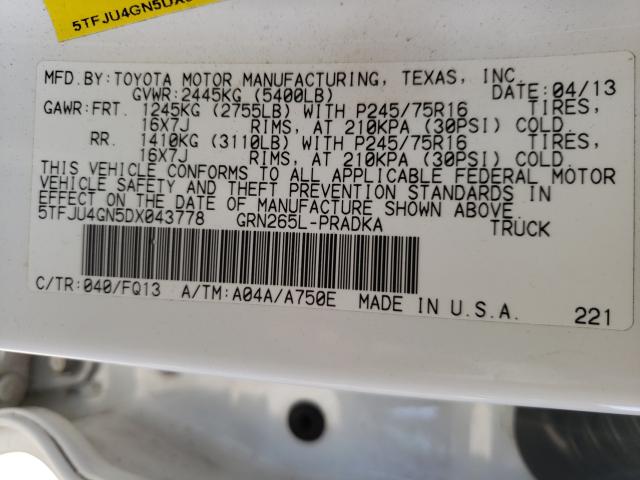 5TFJU4GN5DX0
MFD.BY:TOYOTA MOTOR MANUFACTURING, TEXAS, INC.
GVWR:2445KG (5400LB) DATE:04/13
GAWR:FRT. 1245KG (2755LB) WITH P245/75R16 TIRES,
16X7J RIMS, AT 210KPA (30PSI) COLD.
RR. 1410KG (3110LB) WITH P245/75R16 TIRES,
16X7J RIMS, AT 210KPA (30PSI) COLD.
THIS VEHICLE CONFORMS TO ALL APPLICABLE FEDERAL MOTOR
VEHICLE SAFETY AND THEFT PREVENTION STANDARDS IN
EFFECT ON THE DATE OF MANUFACTURE SHOWN ABOVE.
5TFJU4GN5DX043778 GRN265L-PRADKA TRUCK
C/TR:040/FQ13 A/TM:A04A/A750E MADE IN U.S.A. 221